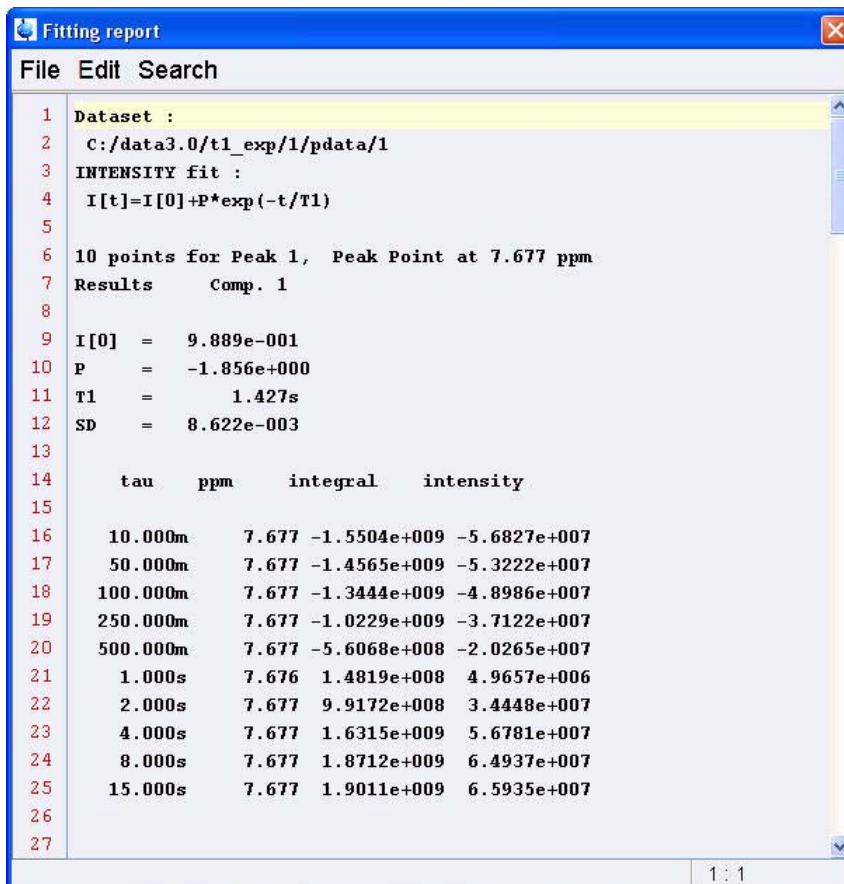 Fitting report
File Edit Search
1 Dataset :
2 C:/data3.0/t1_exp/1/pdata/1
3 INTENSITY fit :
4 I[t]=I[0]+P*exp(-t/T1)
5
6 10 points for Peak 1, Peak Point at 7.677 ppm
7 Results Comp. 1
8
9 I[0] = 9.889e-001
10 P = -1.856e+000
11 T1 = 1.427s
12 SD = 8.622e-003
13
14 tau ppm integral intensity
15
16 10.000m 7.677 -1.5504e+009 -5.6827e+007
17 50.000m 7.677 -1.4565e+009 -5.3222e+007
18 100.000m 7.677 -1.3444e+009 -4.8986e+007
19 250.000m 7.677 -1.0229e+009 -3.7122e+007
20 500.000m 7.677 -5.6068e+008 -2.0265e+007
21 1.000s 7.676 1.4819e+008 4.9657e+006
22 2.000s 7.677 9.9172e+008 3.4448e+007
23 4.000s 7.677 1.6315e+009 5.6781e+007
24 8.000s 7.677 1.8712e+009 6.4937e+007
25 15.000s 7.677 1.9011e+009 6.5935e+007
26
27
1 : 1